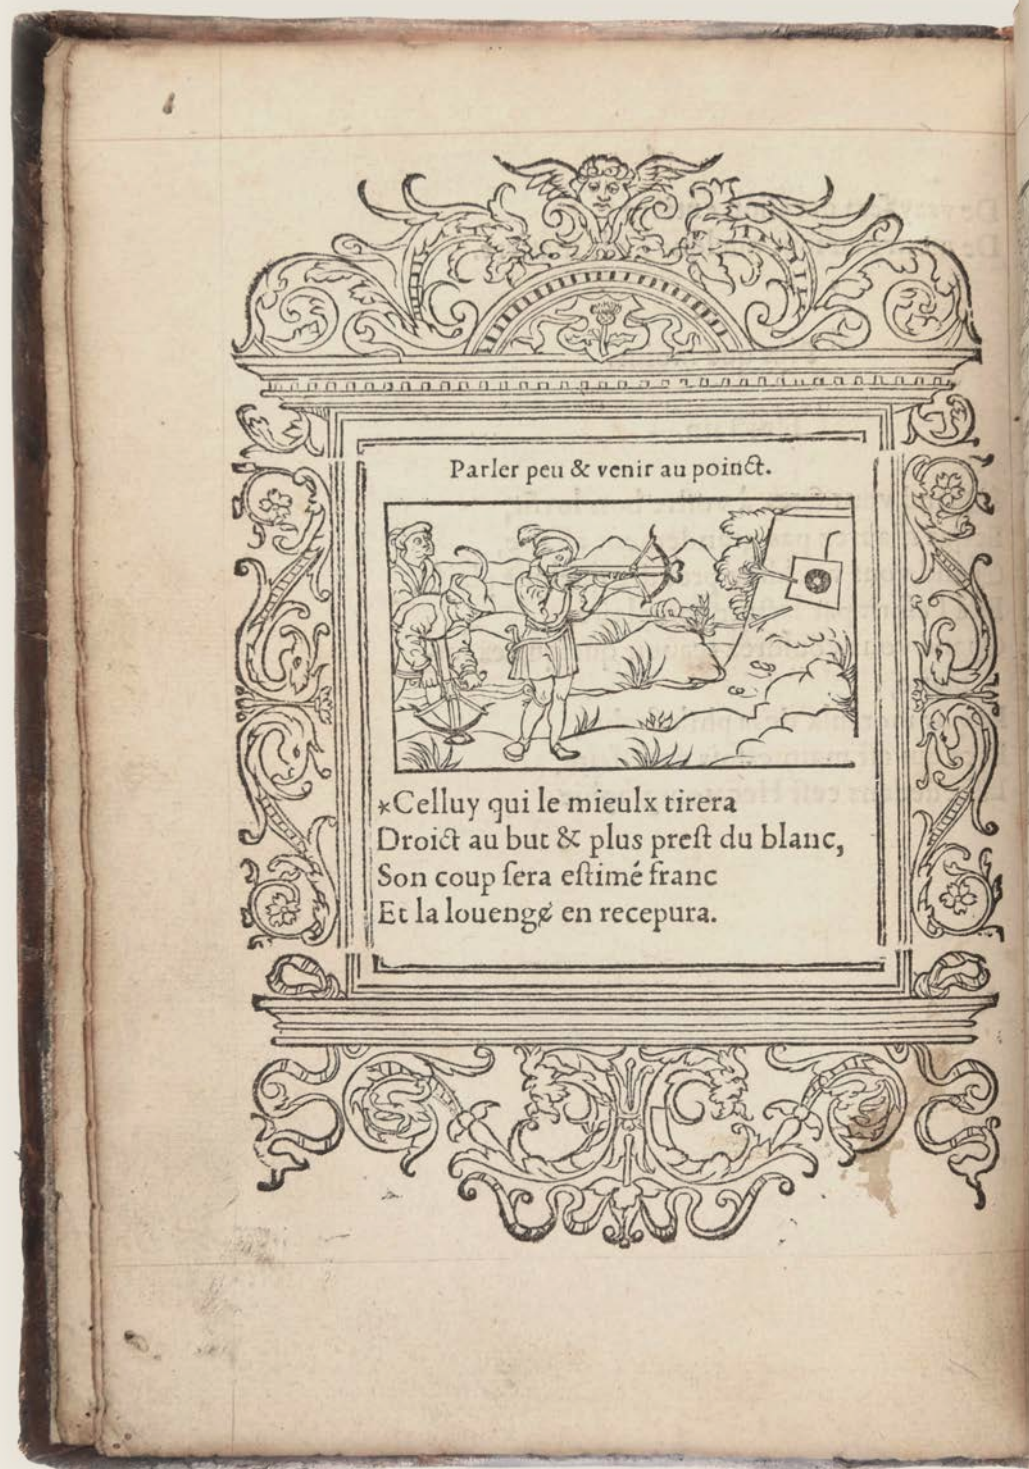 Parler peu & venir au poinct.
*Celluy qui le mieulx tirera
Droict au but & plus preſt du blanc,
Son coup ſera eſtimé franc
Et la louenge en recepura.